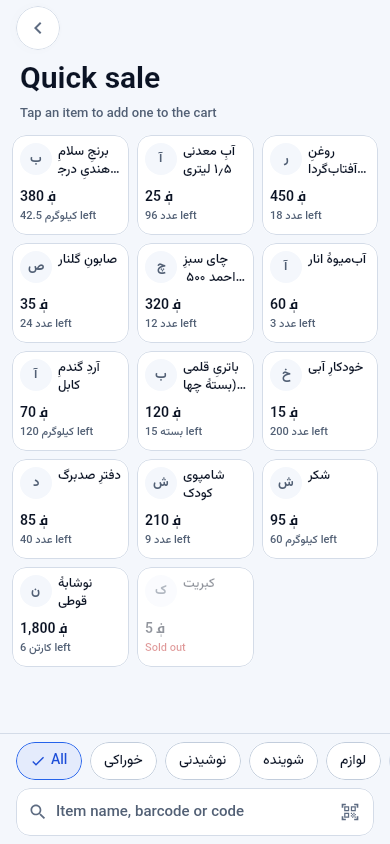 Quick sale
Tap an item to add one to the cart
ب
برنج سلام
هندیِ درجـ…
380 ؋
42.5 کیلوگرم left
آ
آبِ معدنی
۱٫۵ لیتری
25 ؋
96 عدد left
ر
روغنِ
آفتاب‌گردا…
450 ؋
18 عدد left
ص
صابونِ گلنار
35 ؋
24 عدد left
چ
چای سبزِ
احمد ۵۰۰…
320 ؋
12 عدد left
آ
آب‌میوهٔ انار
60 ؋
3 عدد left
آ
آردِ گندمِ
کابل
70 ؋
120 کیلوگرم left
ب
باتریِ قلمی
(بستهٔ چها…
120 ؋
15 بسته left
خ
خودکارِ آبی
15 ؋
200 عدد left
د
دفترِ صدبرگ
85 ؋
40 عدد left
ش
شامپوی
کودک
210 ؋
9 عدد left
ش
شکر
95 ؋
60 کیلوگرم left
ن
نوشابهٔ
قوطی
1,800 ؋
6 کارتن left
ک
کبریت
5 ؋
Sold out
All
خوراکی
نوشیدنی
شوینده
لوازم
Item name, barcode or code